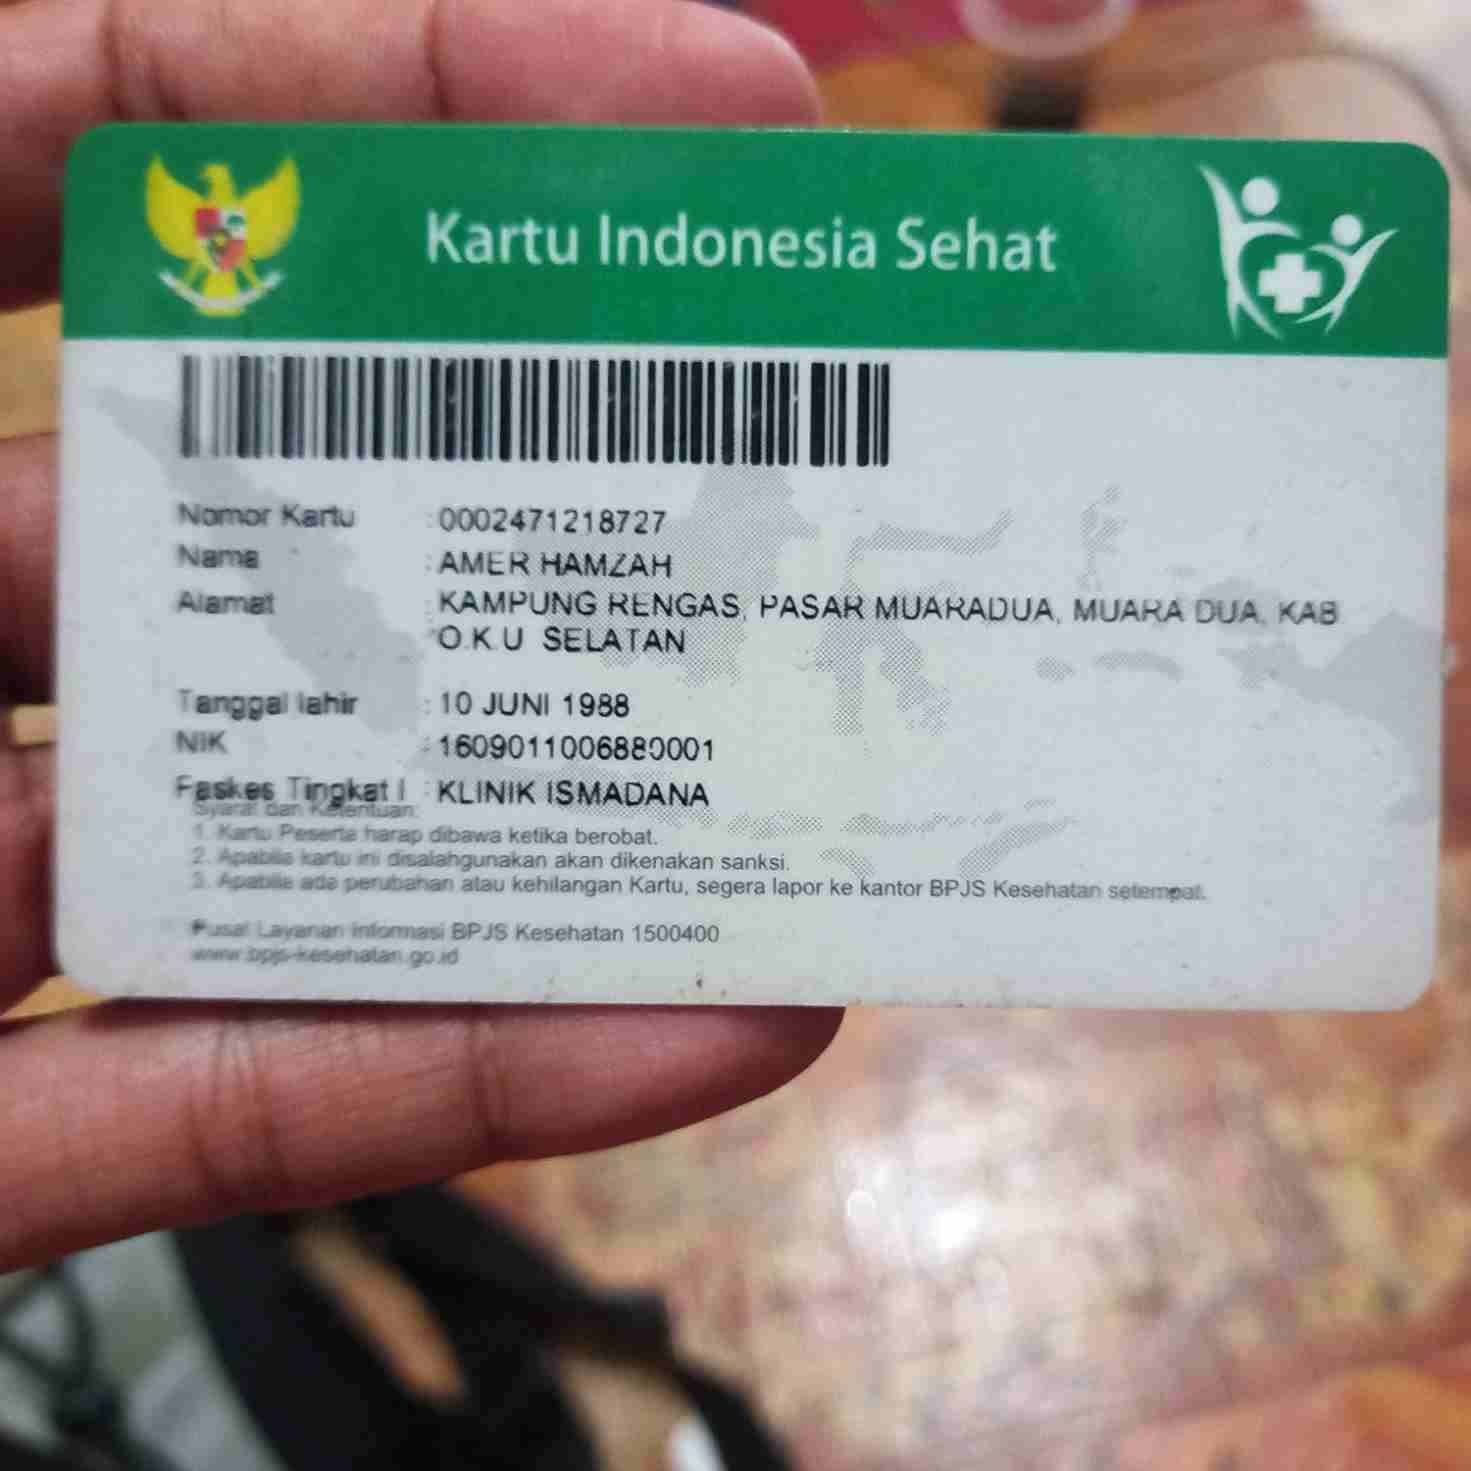 Kartu Indonesia Sehat
Nomor Kartu : 0002471218727
Nama : AMER HAMZAH
Alamat : KAMPUNG RENGAS, PASAR MUARADUA, MUARA DUA, KAB.
O.K.U SELATAN
Tanggal lahir : 10 JUNI 1988
NIK : 1609011006880001
Faskes Tingkat I : KLINIK ISMADANA
Syarat dan Ketentuan:
1. Kartu Peserta harap dibawa ketika berobat.
2. Apabila kartu ini disalahgunakan akan dikenakan sanksi.
3. Apabila ada perubahan atau kehilangan Kartu, segera lapor ke kantor BPJS Kesehatan setempat.
Pusat Layanan Informasi BPJS Kesehatan 1500400
www.bpjs-kesehatan.go.id